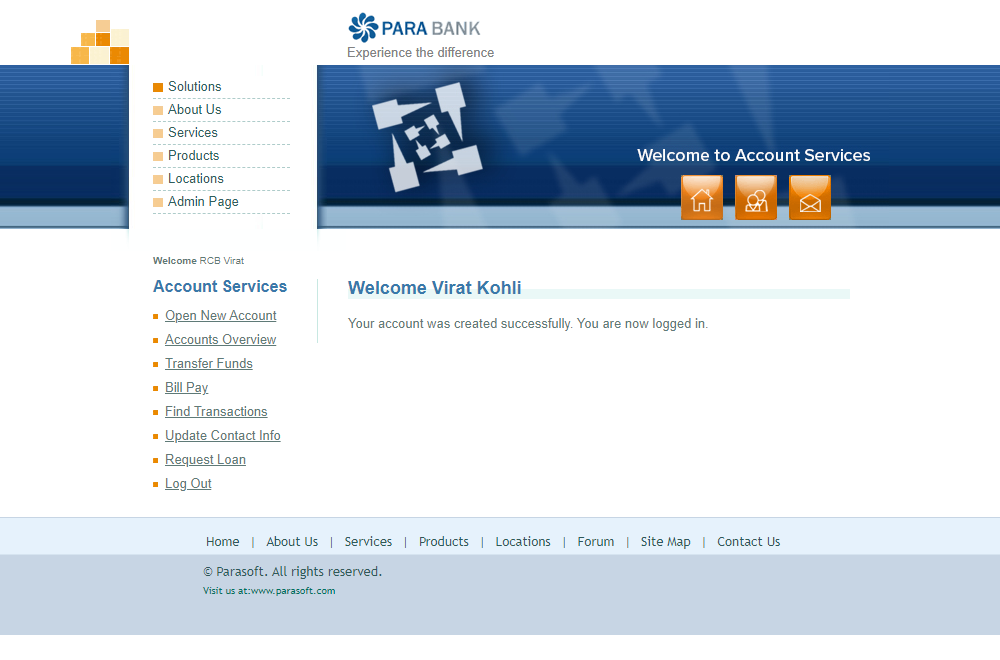 PARA BANK
Experience the difference
Solutions
About Us
Services
Products
Locations
Admin Page
Welcome to Account Services
Welcome RCB Virat
Account Services
Open New Account
Accounts Overview
Transfer Funds
Bill Pay
Find Transactions
Update Contact Info
Request Loan
Log Out
Welcome Virat Kohli
Your account was created successfully. You are now logged in.
Home | About Us | Services | Products | Locations | Forum | Site Map | Contact Us
© Parasoft. All rights reserved.
Visit us at:www.parasoft.com